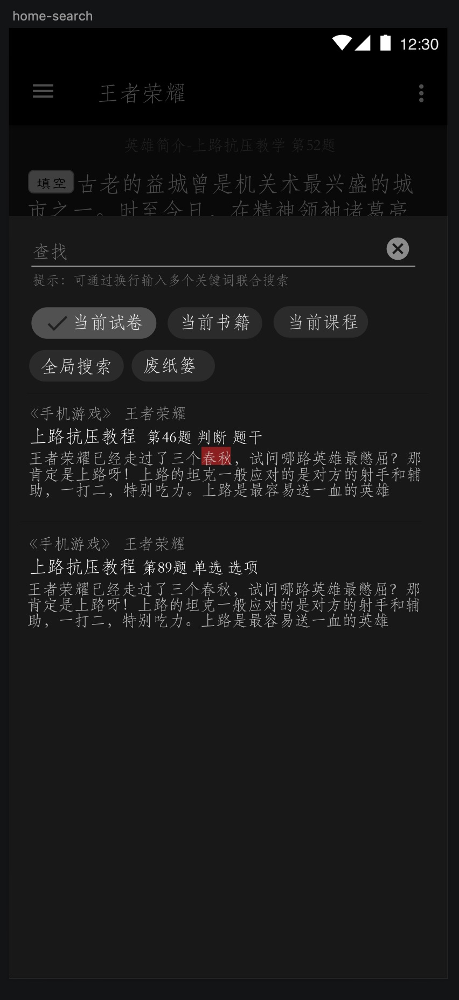 home-search
12:30
王者荣耀
英雄简介-上路抗压教学 第52题
填空 古老的益城曾是机关术最兴盛的城
市之一。时至今日，在精神领袖诸葛亮
查找
提示：可通过换行输入多个关键词联合搜索
当前试卷 当前书籍 当前课程
全局搜索 废纸篓
《手机游戏》 王者荣耀
上路抗压教程 第46题 判断 题干
王者荣耀已经走过了三个春秋，试问哪路英雄最憋屈？那
肯定是上路呀！上路的坦克一般应对的是对方的射手和辅
助，一打二，特别吃力。上路是最容易送一血的英雄
《手机游戏》 王者荣耀
上路抗压教程 第89题 单选 选项
王者荣耀已经走过了三个春秋，试问哪路英雄最憋屈？那
肯定是上路呀！上路的坦克一般应对的是对方的射手和辅
助，一打二，特别吃力。上路是最容易送一血的英雄